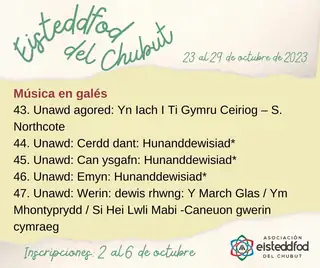 Eisteddfod
del Chubut
23 al 29 de octubre de 2023
Música en galés
43. Unawd agored: Yn Iach I Ti Gymru Ceiriog – S.
Northcote
44. Unawd: Cerdd dant: Hunanddewisiad*
45. Unawd: Can ysgafn: Hunanddewisiad*
46. Unawd: Emyn: Hunanddewisiad*
47. Unawd: Werin: dewis rhwng: Y March Glas / Ym
Mhontyprydd / Si Hei Lwli Mabi -Caneuon gwerin
cymraeg
Inscripciones: 2 al 6 de octubre
ASOCIACIÓN
eisteddfod
DEL CHUBUT